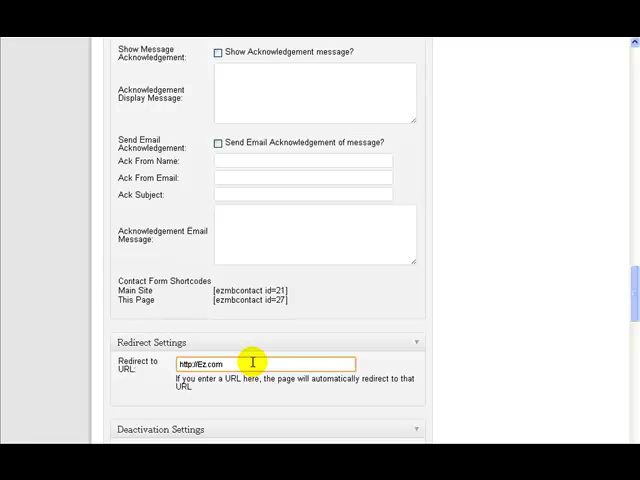 Show Message
Acknowledgement:
Show Acknowledgement message?
Acknowledgement
Display Message:
Send Email
Acknowledgement:
Send Email Acknowledgement of message?
Ack From Name:
Ack From Email:
Ack Subject:
Acknowledgement Email
Message:
Contact Form Shortcodes
Main Site [ezmbcontact id=21]
This Page [ezmbcontact id=27]
Redirect Settings
Redirect to
URL:
http://Ez.com
If you enter a URL here, the page will automatically redirect to that
URL
Deactivation Settings